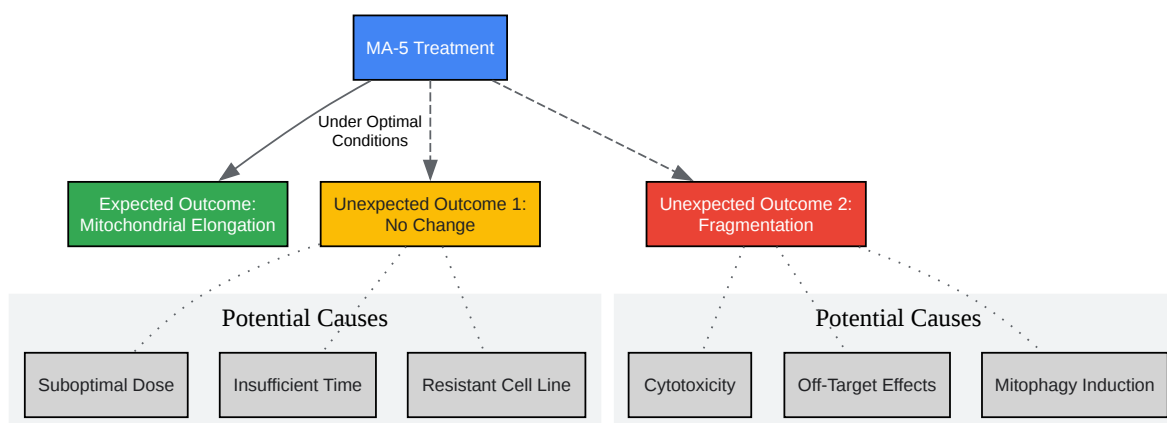 MA-5 Treatment
Under Optimal
Conditions
Expected Outcome:
Mitochondrial Elongation
Unexpected Outcome 1:
No Change
Unexpected Outcome 2:
Fragmentation
Potential Causes
Suboptimal Dose
Insufficient Time
Resistant Cell Line
Potential Causes
Cytotoxicity
Off-Target Effects
Mitophagy Induction